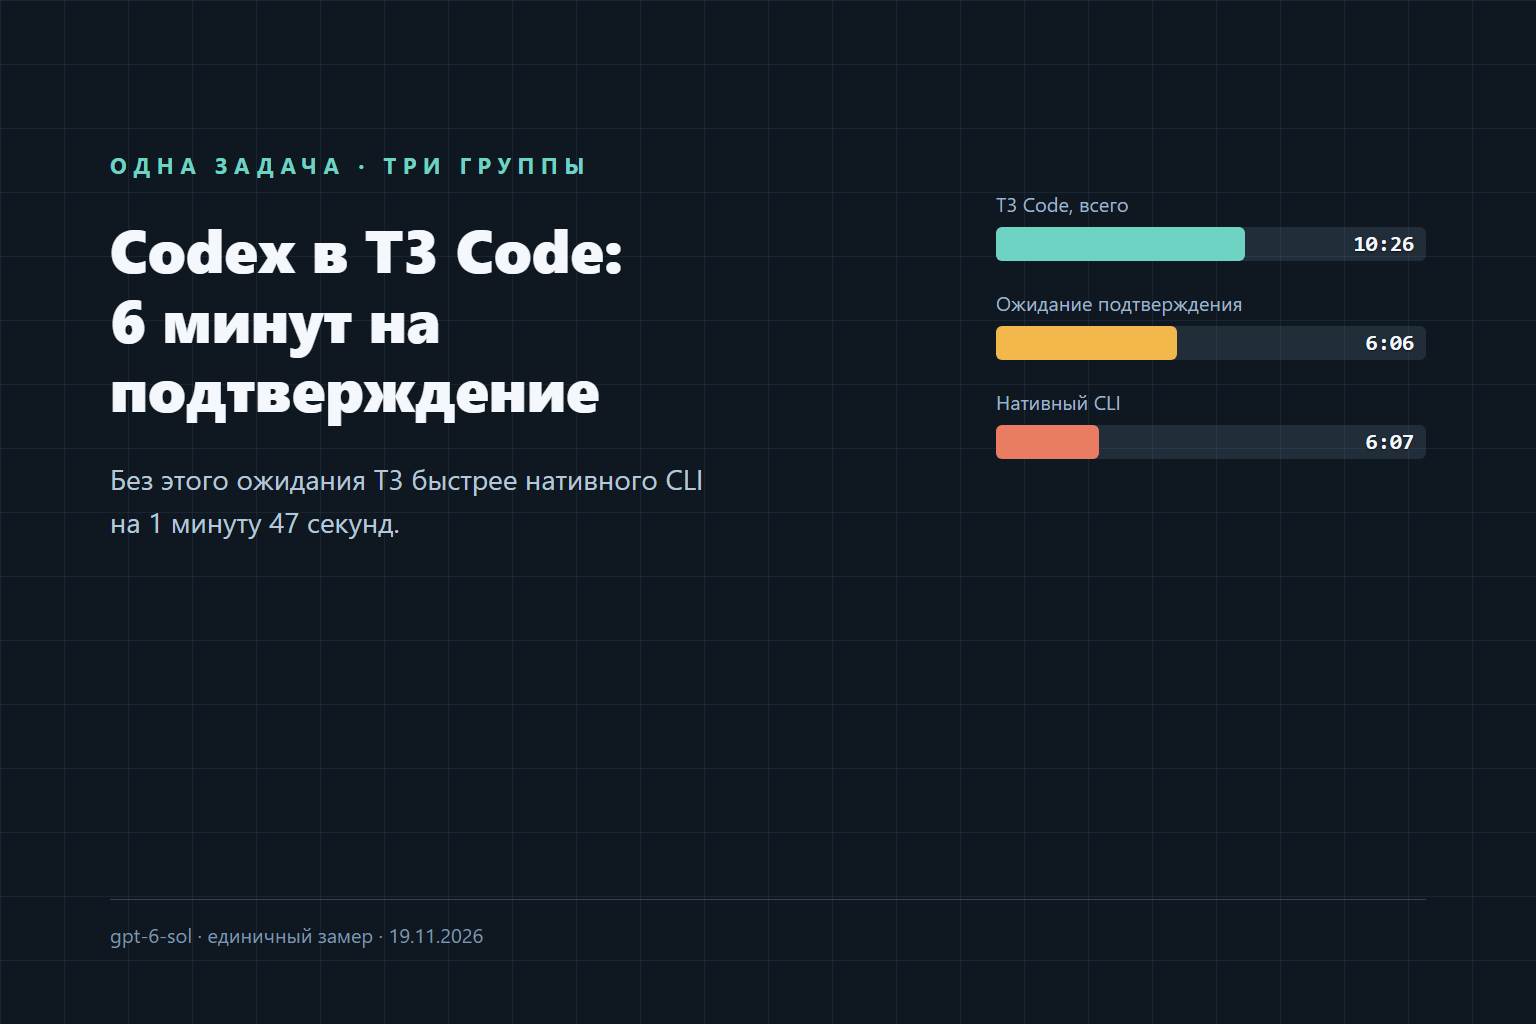 ОДНА ЗАДАЧА · ТРИ ГРУППЫ
Codex в T3 Code:
6 минут на
подтверждение
Без этого ожидания T3 быстрее нативного CLI
на 1 минуту 47 секунд.
T3 Code, всего
10:26
Ожидание подтверждения
6:06
Нативный CLI
6:07
gpt-6-sol · единичный замер · 19.11.2026